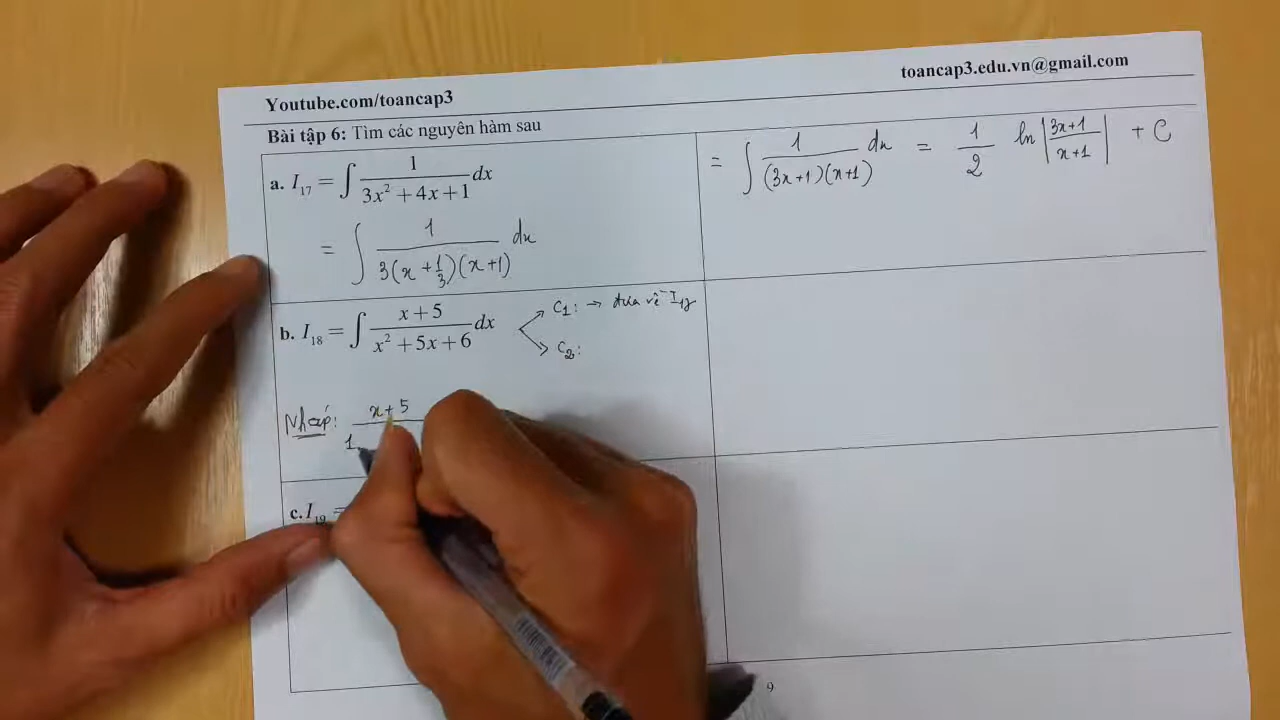 Youtube.com/toancap3
toancap3.edu.vn@gmail.com
Bài tập 6: Tìm các nguyên hàm sau
a. I₁₇ = ∫ 1/(3x² + 4x + 1) dx
= ∫ 1/(3(x + 1/3)(x+1)) dx
= ∫ 1/((3x+1)(x+1)) dx = 1/2 ln|(3x+1)/(x+1)| + C
b. I₁₈ = ∫ (x + 5)/(x² + 5x + 6) dx
C1: → đưa về I₁₇
C2:
Nháp: x+5
1
c. I₁₉ =
9